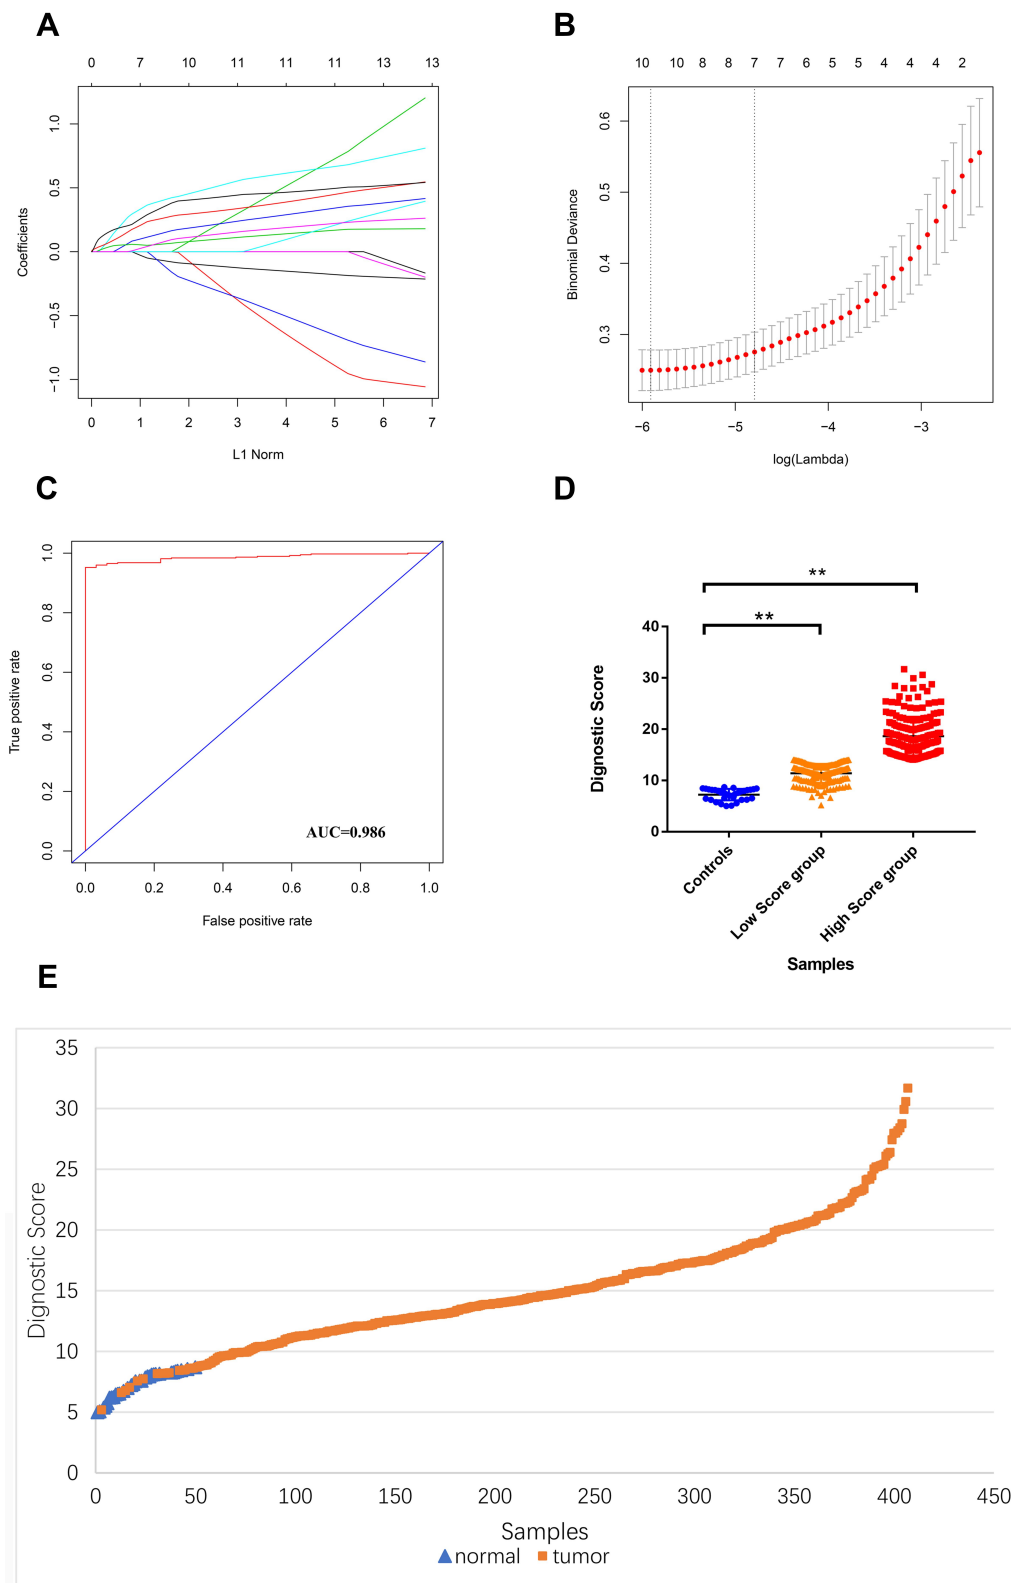 A
0 7 10 11 11 11 13 13
Coefficients
1.0
0.5
0.0
−0.5
−1.0
0 1 2 3 4 5 6 7
L1 Norm
B
10 10 8 8 7 7 6 5 5 4 4 4 2
Binomial Deviance
0.6
0.5
0.4
0.3
−6 −5 −4 −3
log(Lambda)
C
True positive rate
1.0
0.8
0.6
0.4
0.2
0.0
AUC=0.986
0.0 0.2 0.4 0.6 0.8 1.0
False positive rate
D
**
**
Dignostic Score
40
30
20
10
0
Controls
Low Score group
High Score group
Samples
E
Dignostic Score
35
30
25
20
15
10
5
0
0 50 100 150 200 250 300 350 400 450
Samples
normal tumor